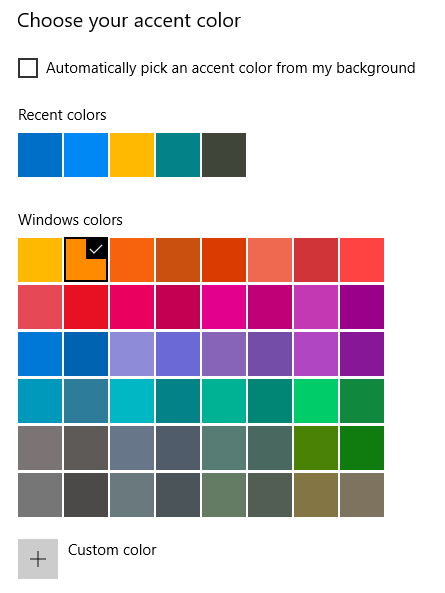 Choose your accent color
Automatically pick an accent color from my background
Recent colors
Windows colors
Custom color